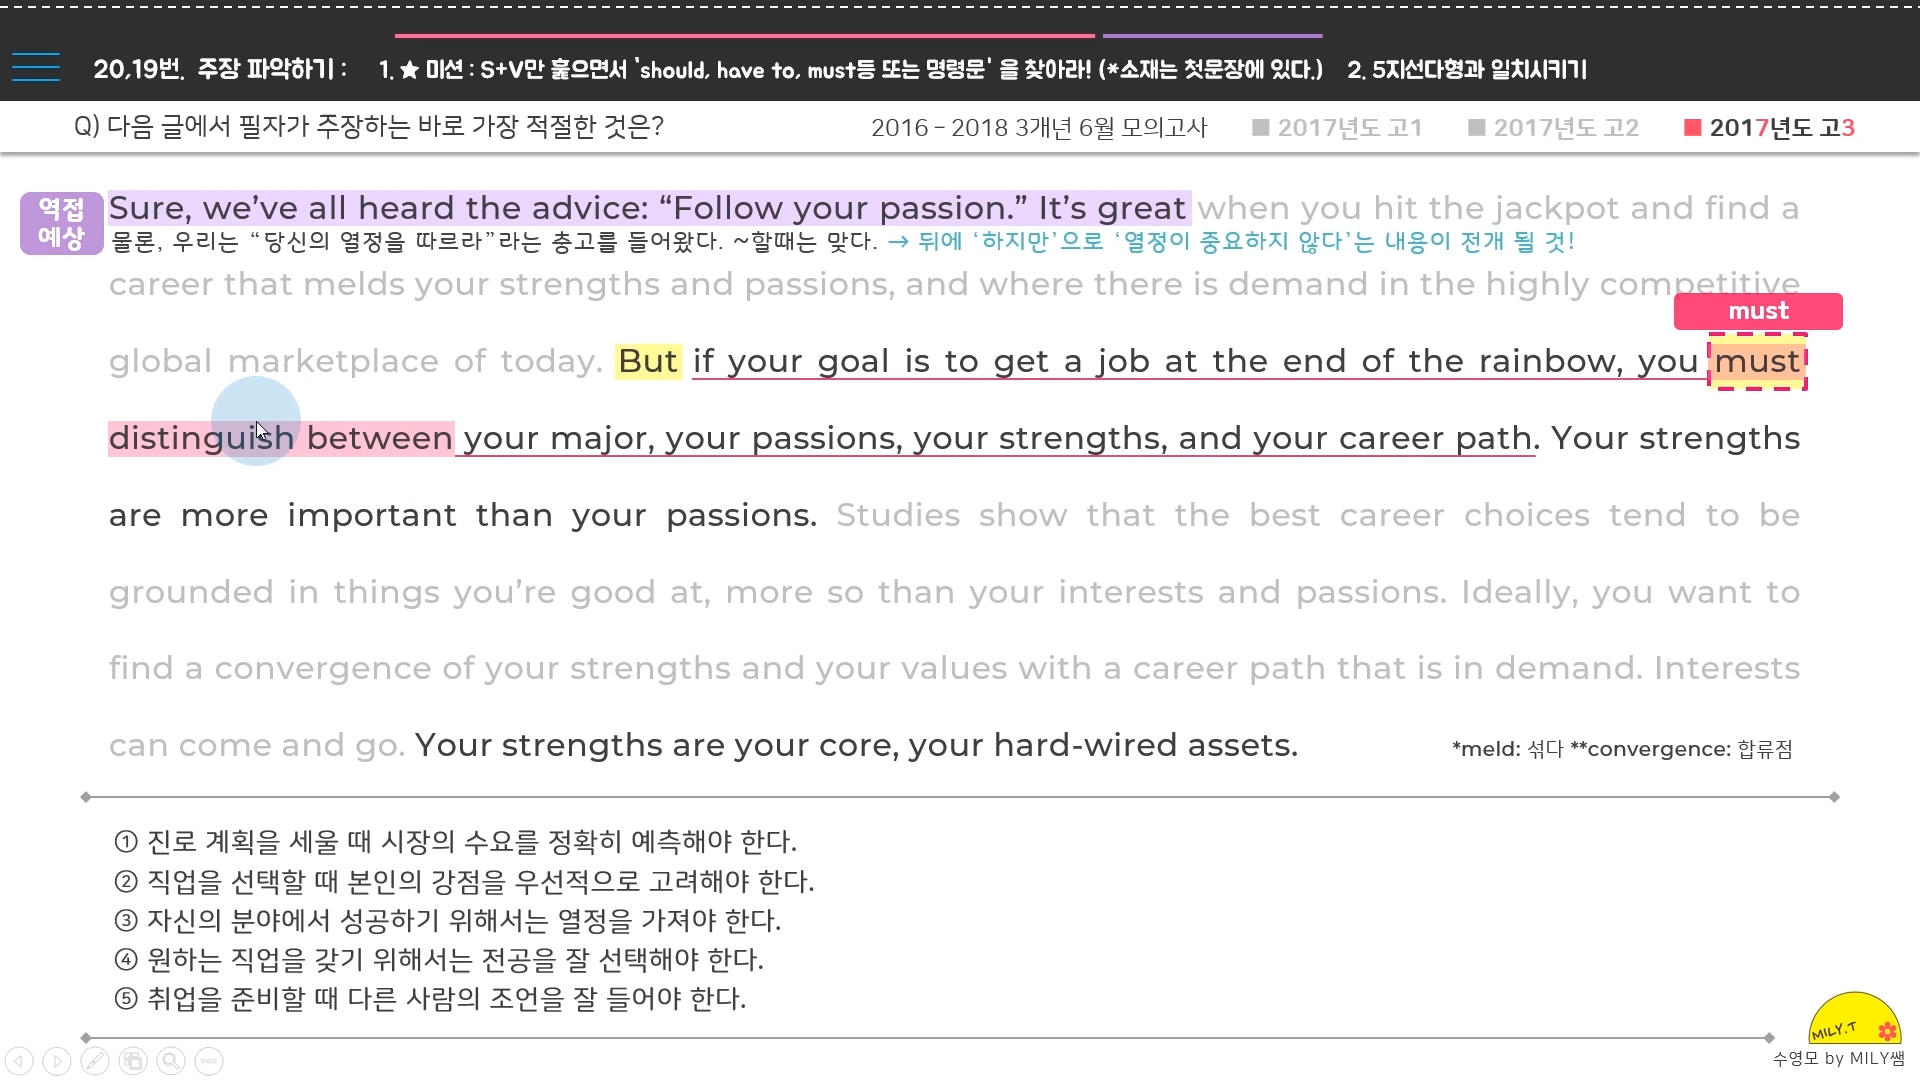 20,19번. 주장 파악하기 : 1. ★ 미션 : S+V만 훑으면서 'should, have to, must등 또는 명령문' 을 찾아라! (*소재는 첫문장에 있다.) 2. 5지선다형과 일치시키기
Q) 다음 글에서 필자가 주장하는 바로 가장 적절한 것은? 2016 – 2018 3개년 6월 모의고사 ■ 2017년도 고1 ■ 2017년도 고2 ■ 2017년도 고3
역접
예상
Sure, we’ve all heard the advice: “Follow your passion.” It’s great when you hit the jackpot and find a
물론, 우리는 “당신의 열정을 따르라”라는 충고를 들어왔다. ~할때는 맞다. → 뒤에 ‘하지만’으로 ‘열정이 중요하지 않다’는 내용이 전개 될 것!
career that melds your strengths and passions, and where there is demand in the highly competitive
must
global marketplace of today. But if your goal is to get a job at the end of the rainbow, you must
distinguish between your major, your passions, your strengths, and your career path. Your strengths
are more important than your passions. Studies show that the best career choices tend to be
grounded in things you’re good at, more so than your interests and passions. Ideally, you want to
find a convergence of your strengths and your values with a career path that is in demand. Interests
can come and go. Your strengths are your core, your hard-wired assets. *meld: 섞다 **convergence: 합류점
① 진로 계획을 세울 때 시장의 수요를 정확히 예측해야 한다.
② 직업을 선택할 때 본인의 강점을 우선적으로 고려해야 한다.
③ 자신의 분야에서 성공하기 위해서는 열정을 가져야 한다.
④ 원하는 직업을 갖기 위해서는 전공을 잘 선택해야 한다.
⑤ 취업을 준비할 때 다른 사람의 조언을 잘 들어야 한다.
MILY.T
수영모 by MILY쌤